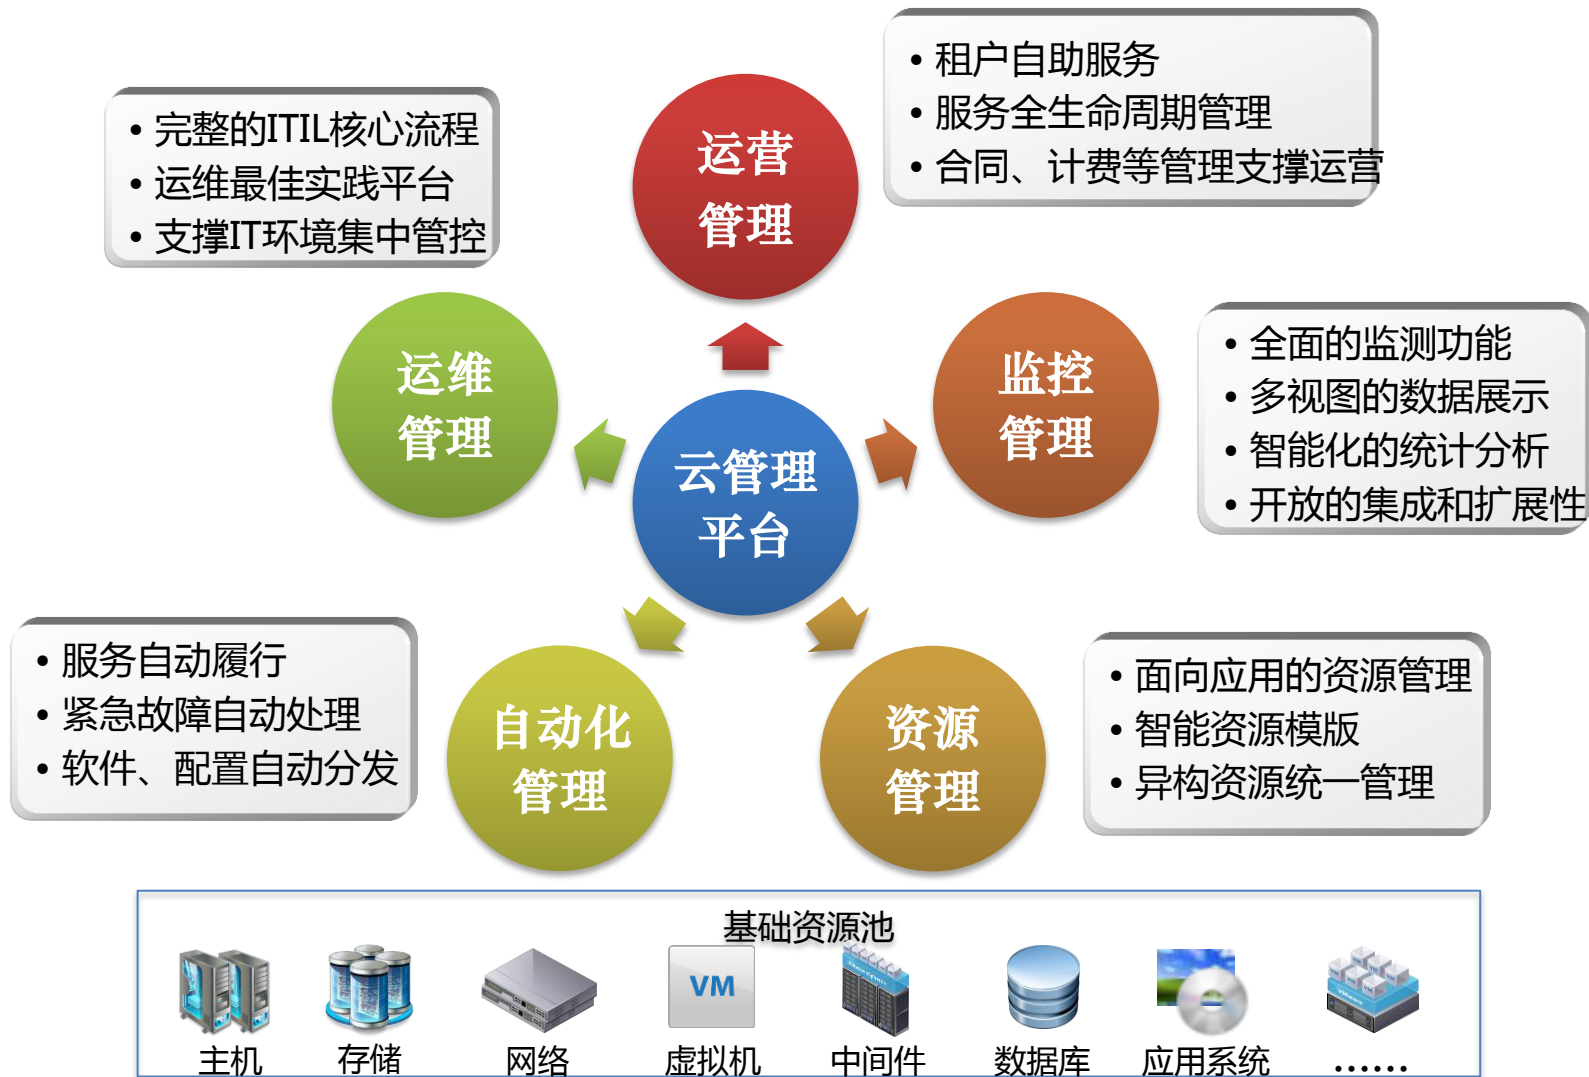 • 租户自助服务
• 服务全生命周期管理
• 合同、计费等管理支撑运营
• 完整的ITIL核心流程
• 运维最佳实践平台
• 支撑IT环境集中管控
运营
管理
运维
管理
监控
管理
• 全面的监测功能
• 多视图的数据展示
• 智能化的统计分析
• 开放的集成和扩展性
云管理
平台
• 服务自动履行
• 紧急故障自动处理
• 软件、配置自动分发
自动化
管理
资源
管理
• 面向应用的资源管理
• 智能资源模版
• 异构资源统一管理
基础资源池
VM
主机
存储
网络
虚拟机
中间件
数据库
应用系统
……